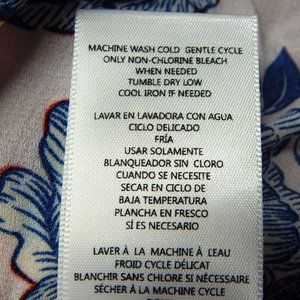 MACHINE WASH COLD GENTLE CYCLE
ONLY NON-CHLORINE BLEACH
WHEN NEEDED
TUMBLE DRY LOW
COOL IRON IF NEEDED
LAVAR EN LAVADORA CON AGUA
CICLO DELICADO
FRÍA
USAR SOLAMENTE
BLANQUEADOR SIN CLORO
CUANDO SE NECESITE
SECAR EN CICLO DE
BAJA TEMPERATURA
PLANCHA EN FRESCO
SÍ ES NECESARIO
LAVER À LA MACHINE À L'EAU
FROID CYCLE DÉLICAT
BLANCHIR SANS CHLORE SI NÉCESSAIRE
SÉCHER À LA MACHINE CYCLE